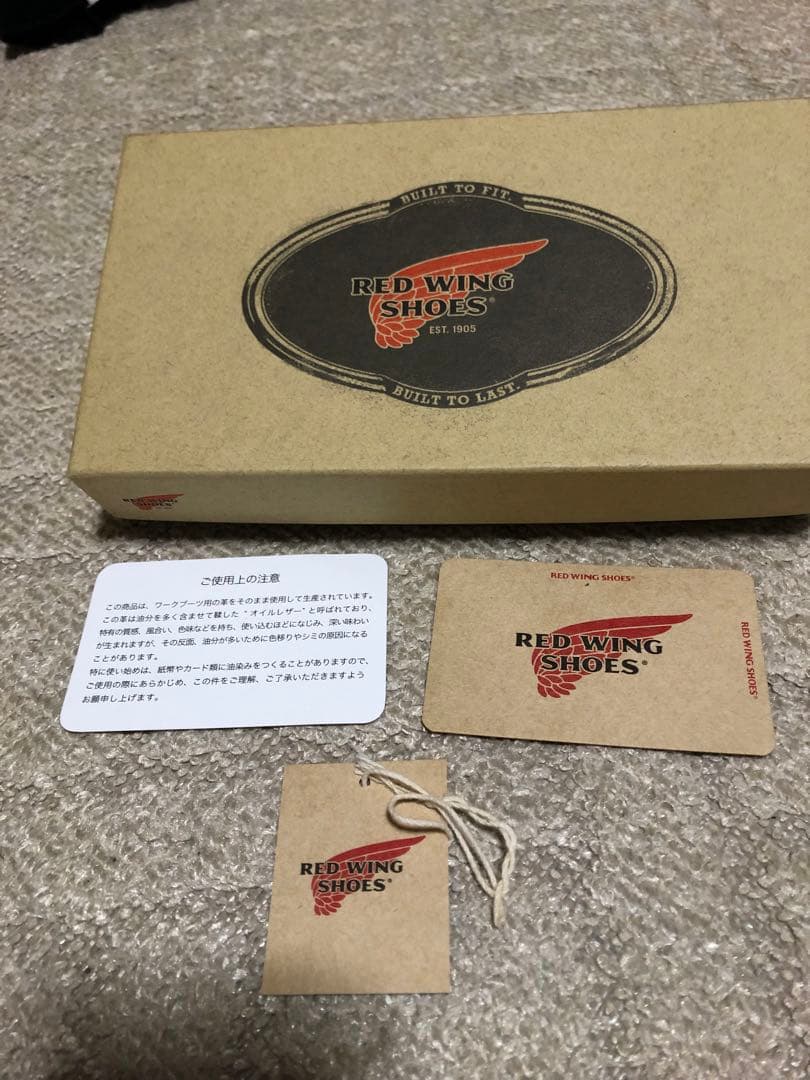 BUILT TO FIT.
RED WING
SHOES®
EST. 1905
BUILT TO LAST.
RED WING
SHOES
ご使用上の注意
この商品は、ワークブーツ用の革をそのまま使用して生産されています。
この革は油分を多く含ませて鞣した"オイルレザー"と呼ばれており、
特有の質感、風合い、色味などを持ち、使い込むほどになじみ、深い味わい
が生まれますが、その反面、油分が多いために色移りやシミの原因になる
ことがあります。
特に使い始めは、紙幣やカード類に油染みをつくることがありますので、
ご使用の際にあらかじめ、この件をご理解、ご了承いただきますよう
お願申し上げます。
RED WING SHOES®
RED WING
SHOES®
RED WING SHOES®
RED WING
SHOES®